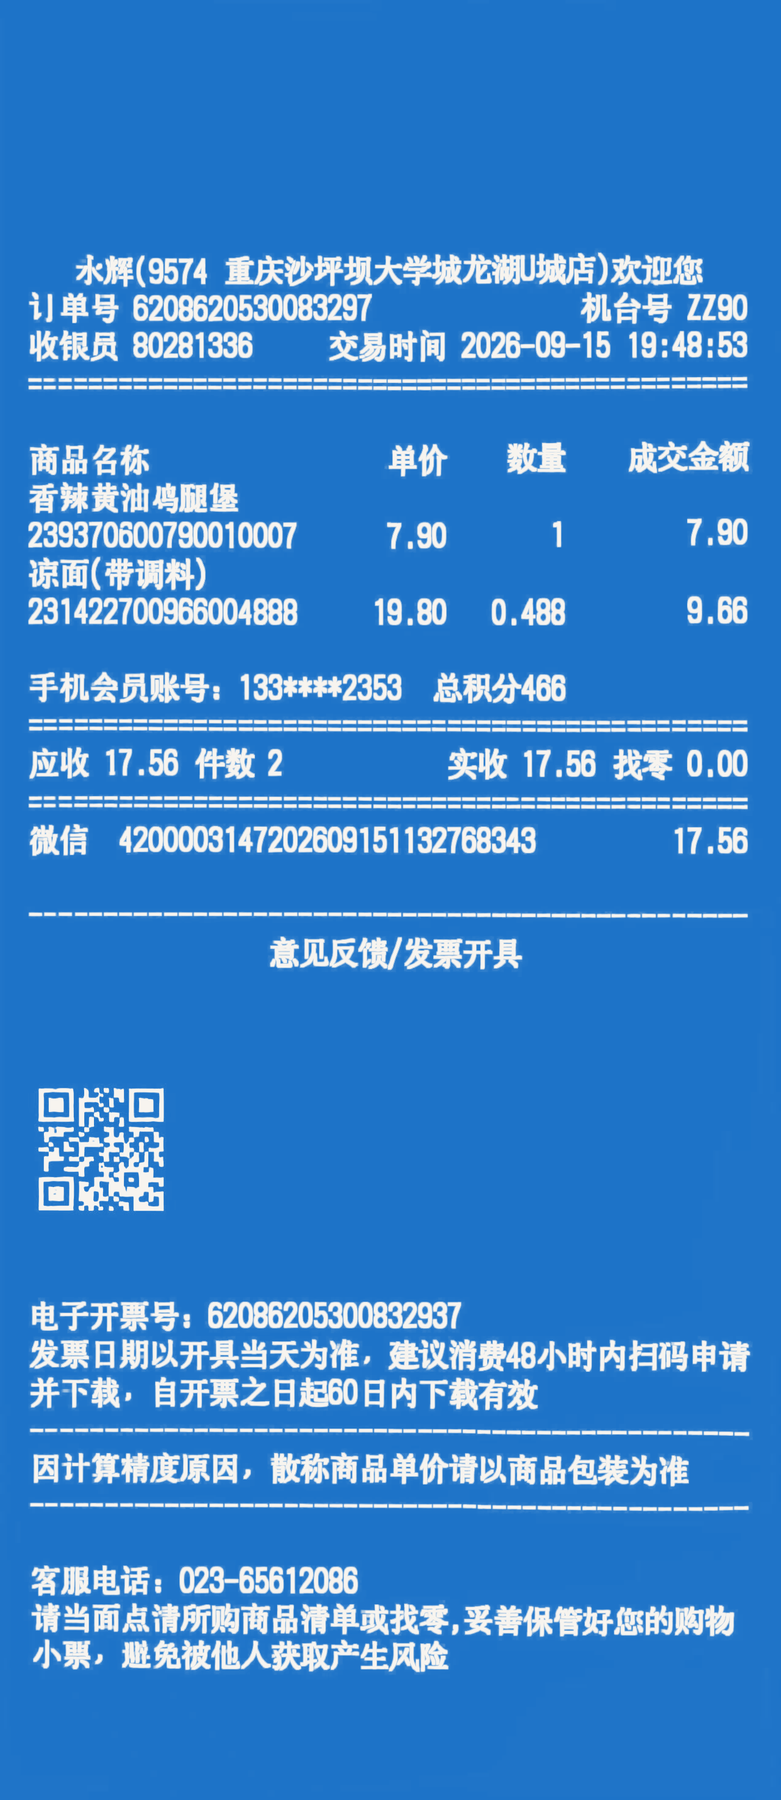 永辉(9574 重庆沙坪坝大学城龙湖U城店)欢迎您
订单号 6208620530083297 机台号 ZZ90
收银员 80281336 交易时间 2026-09-15 19:48:53
================================================
商品名称 单价 数量 成交金额
香辣黄油鸡腿堡
239370600790010007 7.90 1 7.90
凉面(带调料)
231422700966004888 19.80 0.488 9.66
手机会员账号：133****2353 总积分466
================================================
应收 17.56 件数 2 实收 17.56 找零 0.00
================================================
微信 4200003147202609151132768343 17.56
------------------------------------------------
意见反馈/发票开具
电子开票号：62086205300832937
发票日期以开具当天为准，建议消费48小时内扫码申请
并下载，自开票之日起60日内下载有效
------------------------------------------------
因计算精度原因，散称商品单价请以商品包装为准
------------------------------------------------
客服电话：023-65612086
请当面点清所购商品清单或找零,妥善保管好您的购物
小票，避免被他人获取产生风险